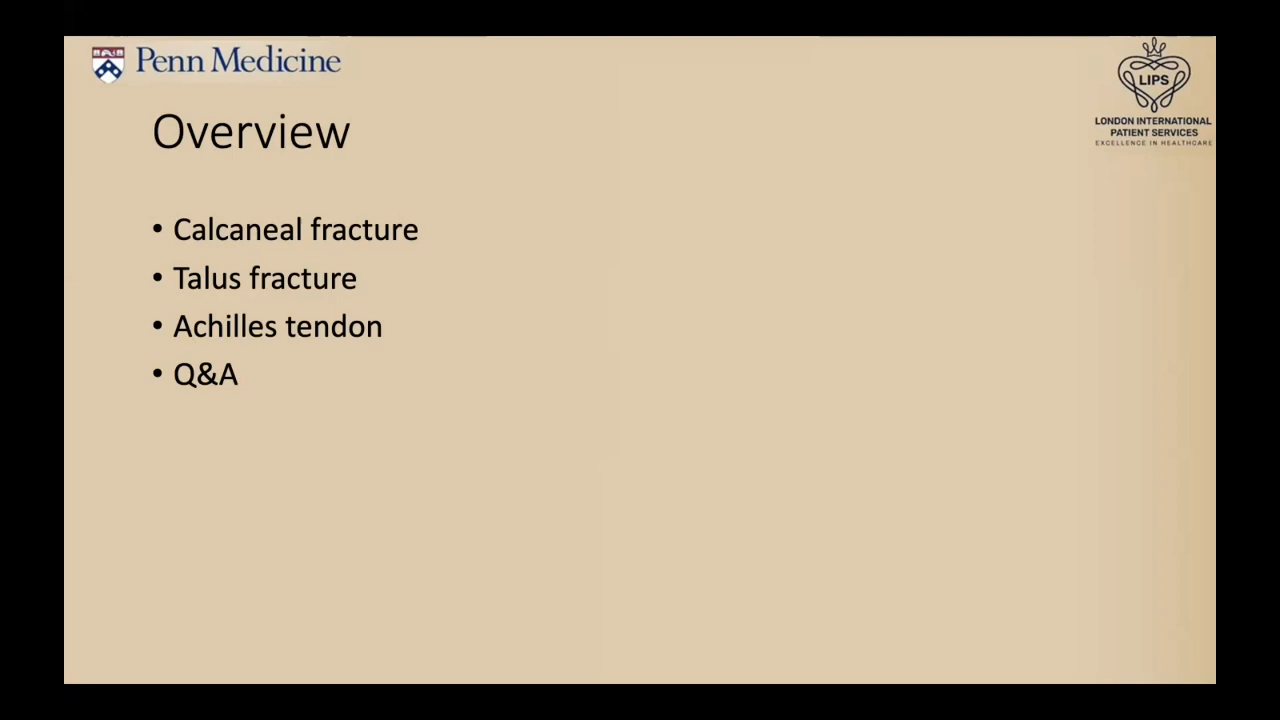 Penn Medicine
LIPS
LONDON INTERNATIONAL
PATIENT SERVICES
EXCELLENCE IN HEALTHCARE
Overview
• Calcaneal fracture
• Talus fracture
• Achilles tendon
• Q&A